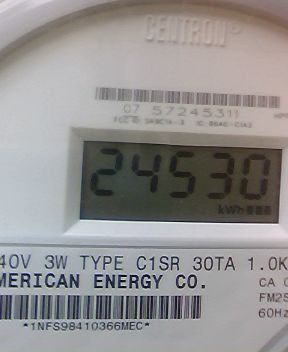 CENTRON®
07 57245311
24530
kWh
40V 3W TYPE C1SR 30TA 1.0K
MERICAN ENERGY CO.
CA
FM2S
60Hz
*1NFS98410366MEC*